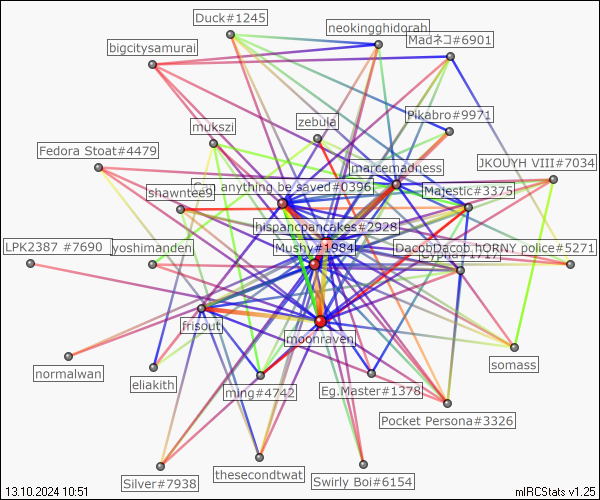 Duck#1245
neokingghidorah
Madネコ#6901
bigcitysamurai
Pikabro#9971
zebula
mukszi
Fedora Stoat#4479
marcemadness
JKOUYH VIII#7034
anything be saved#0396
shawntee9
Majestic#3375
hispancpancakes#2928
LPK2387 #7690
yoshimanden
Mushy#1984
DacobDacob hORNY police#5271
Cypha#1717
frisout
moonraven
normalwan
eliakith
ming#4742
Eg.Master#1378
somass
Pocket Persona#3326
Silver#7938
thesecondtwat
Swirly Boi#6154
13.10.2024 10:51
mIRCStats v1.25